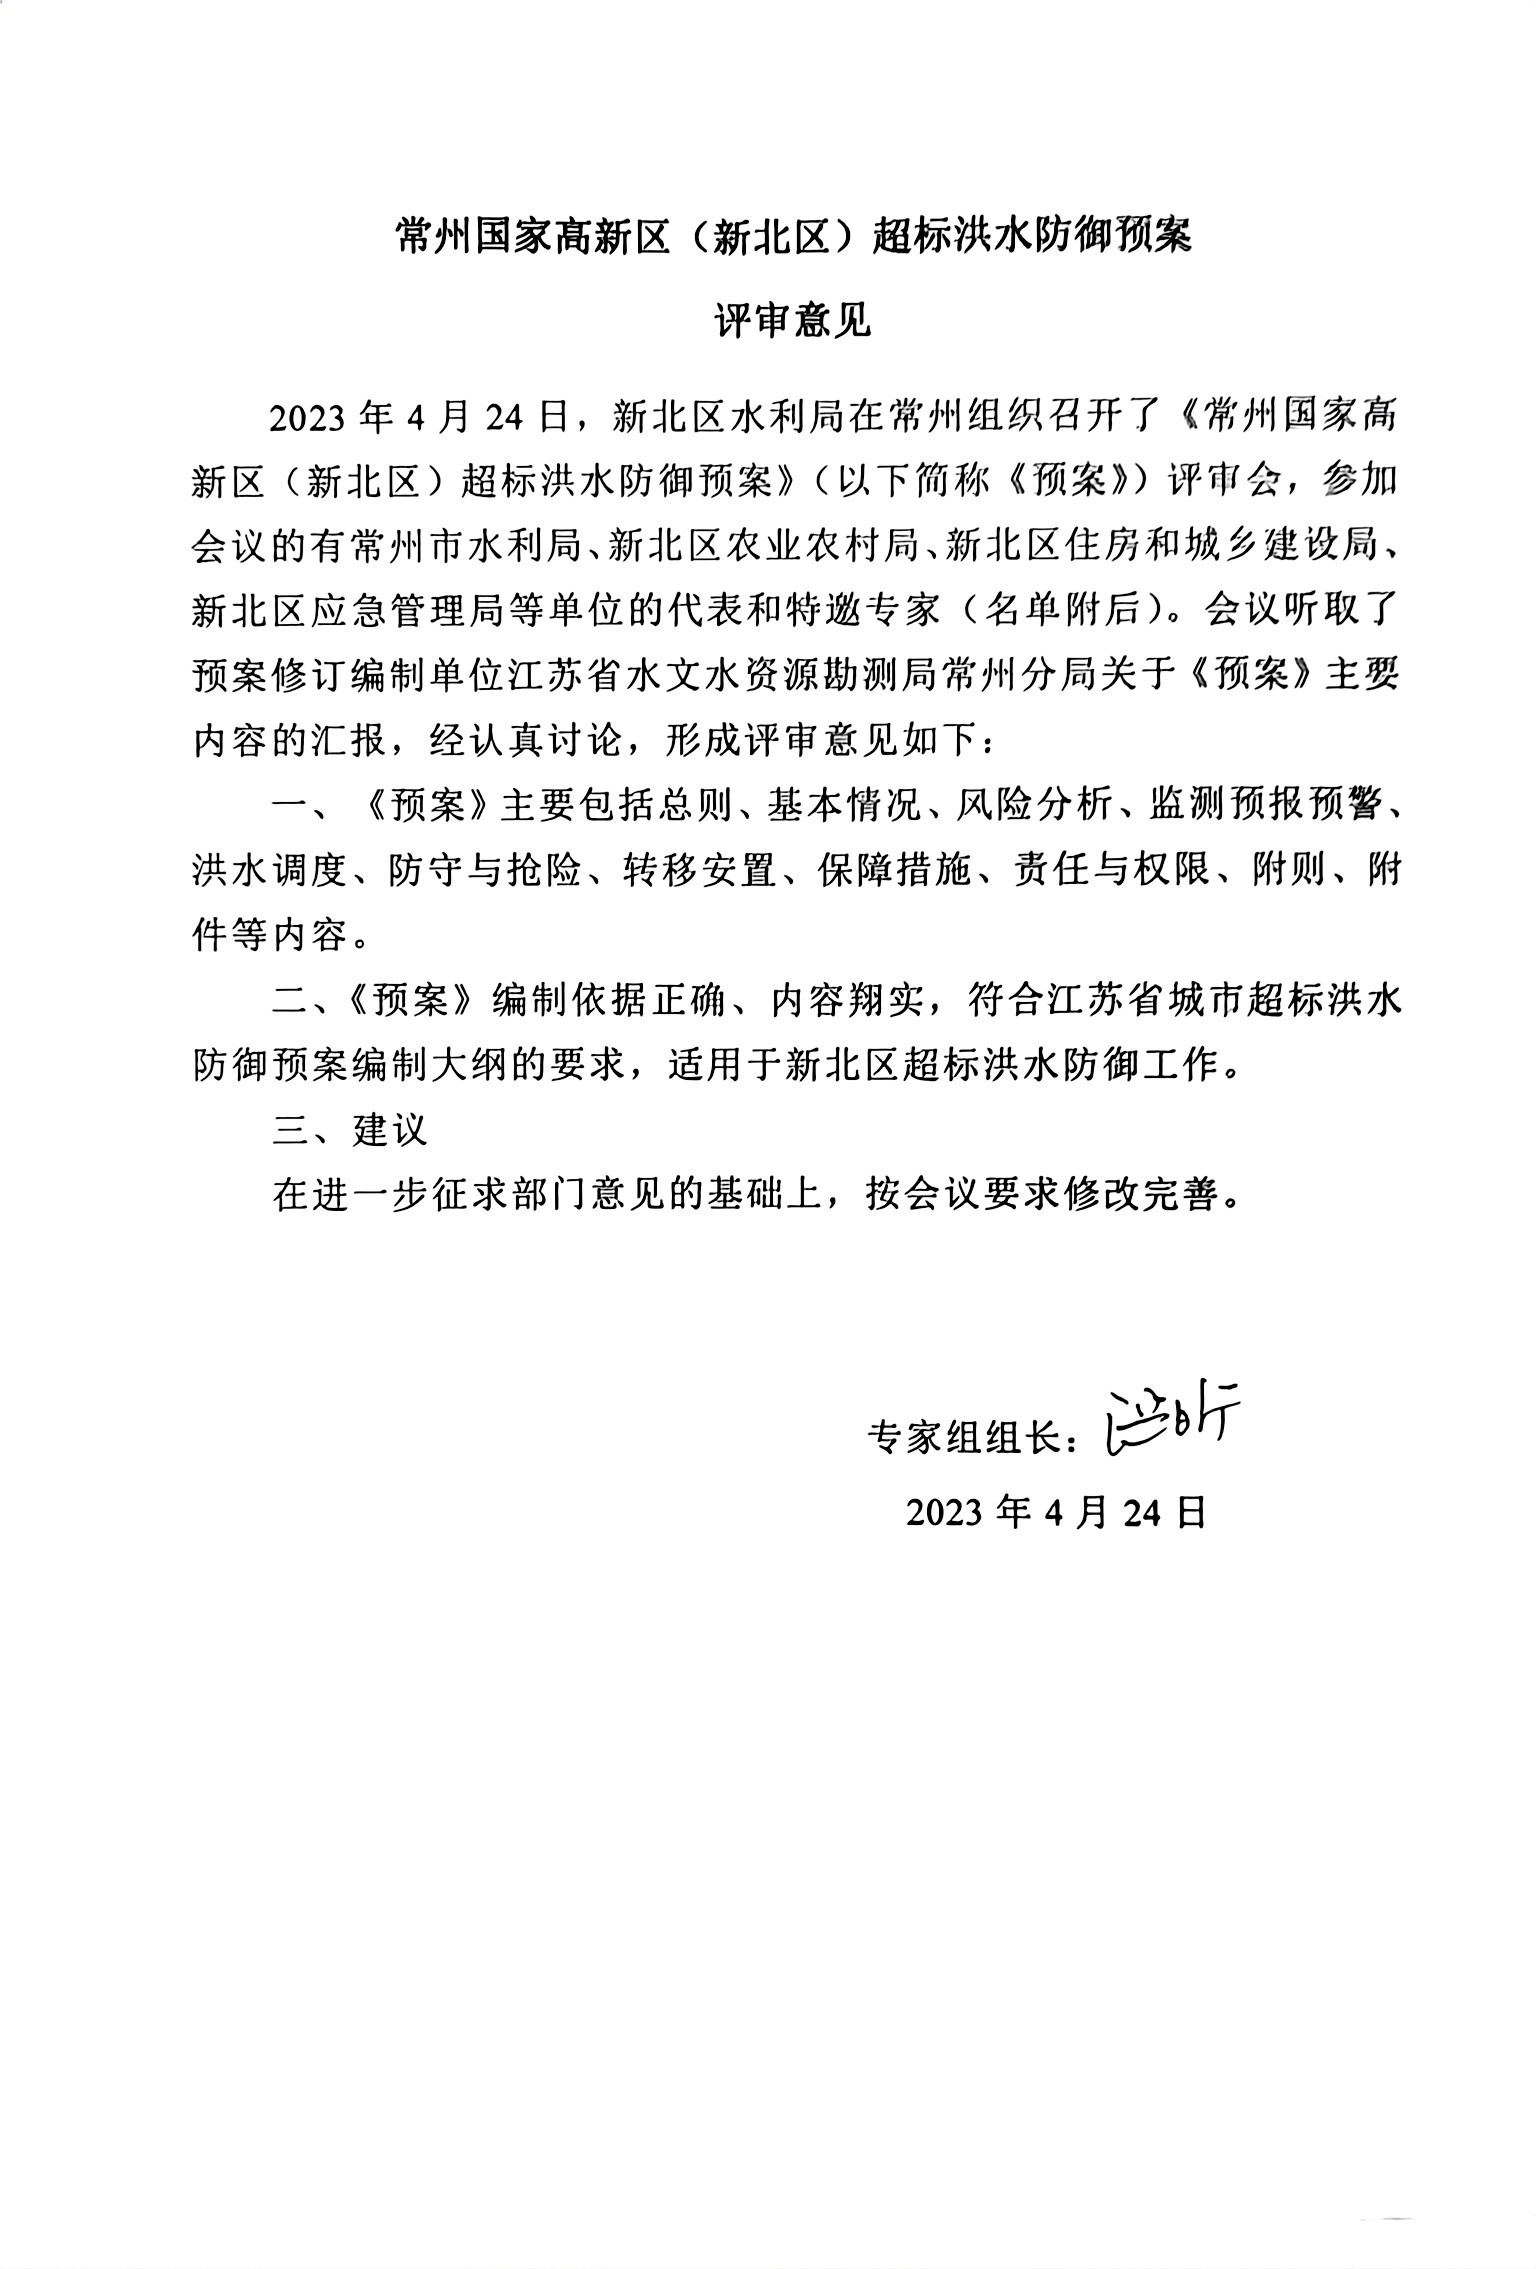 常州国家高新区（新北区）超标洪水防御预案
评审意见
2023 年 4 月 24 日，新北区水利局在常州组织召开了《常州国家高
新区（新北区）超标洪水防御预案》（以下简称《预案》）评审会，参加
会议的有常州市水利局、新北区农业农村局、新北区住房和城乡建设局、
新北区应急管理局等单位的代表和特邀专家（名单附后）。会议听取了
预案修订编制单位江苏省水文水资源勘测局常州分局关于《预案》主要
内容的汇报，经认真讨论，形成评审意见如下：
一、《预案》主要包括总则、基本情况、风险分析、监测预报预警、
洪水调度、防守与抢险、转移安置、保障措施、责任与权限、附则、附
件等内容。
二、《预案》编制依据正确、内容翔实，符合江苏省城市超标洪水
防御预案编制大纲的要求，适用于新北区超标洪水防御工作。
三、建议
在进一步征求部门意见的基础上，按会议要求修改完善。
专家组组长：
2023 年 4 月 24 日